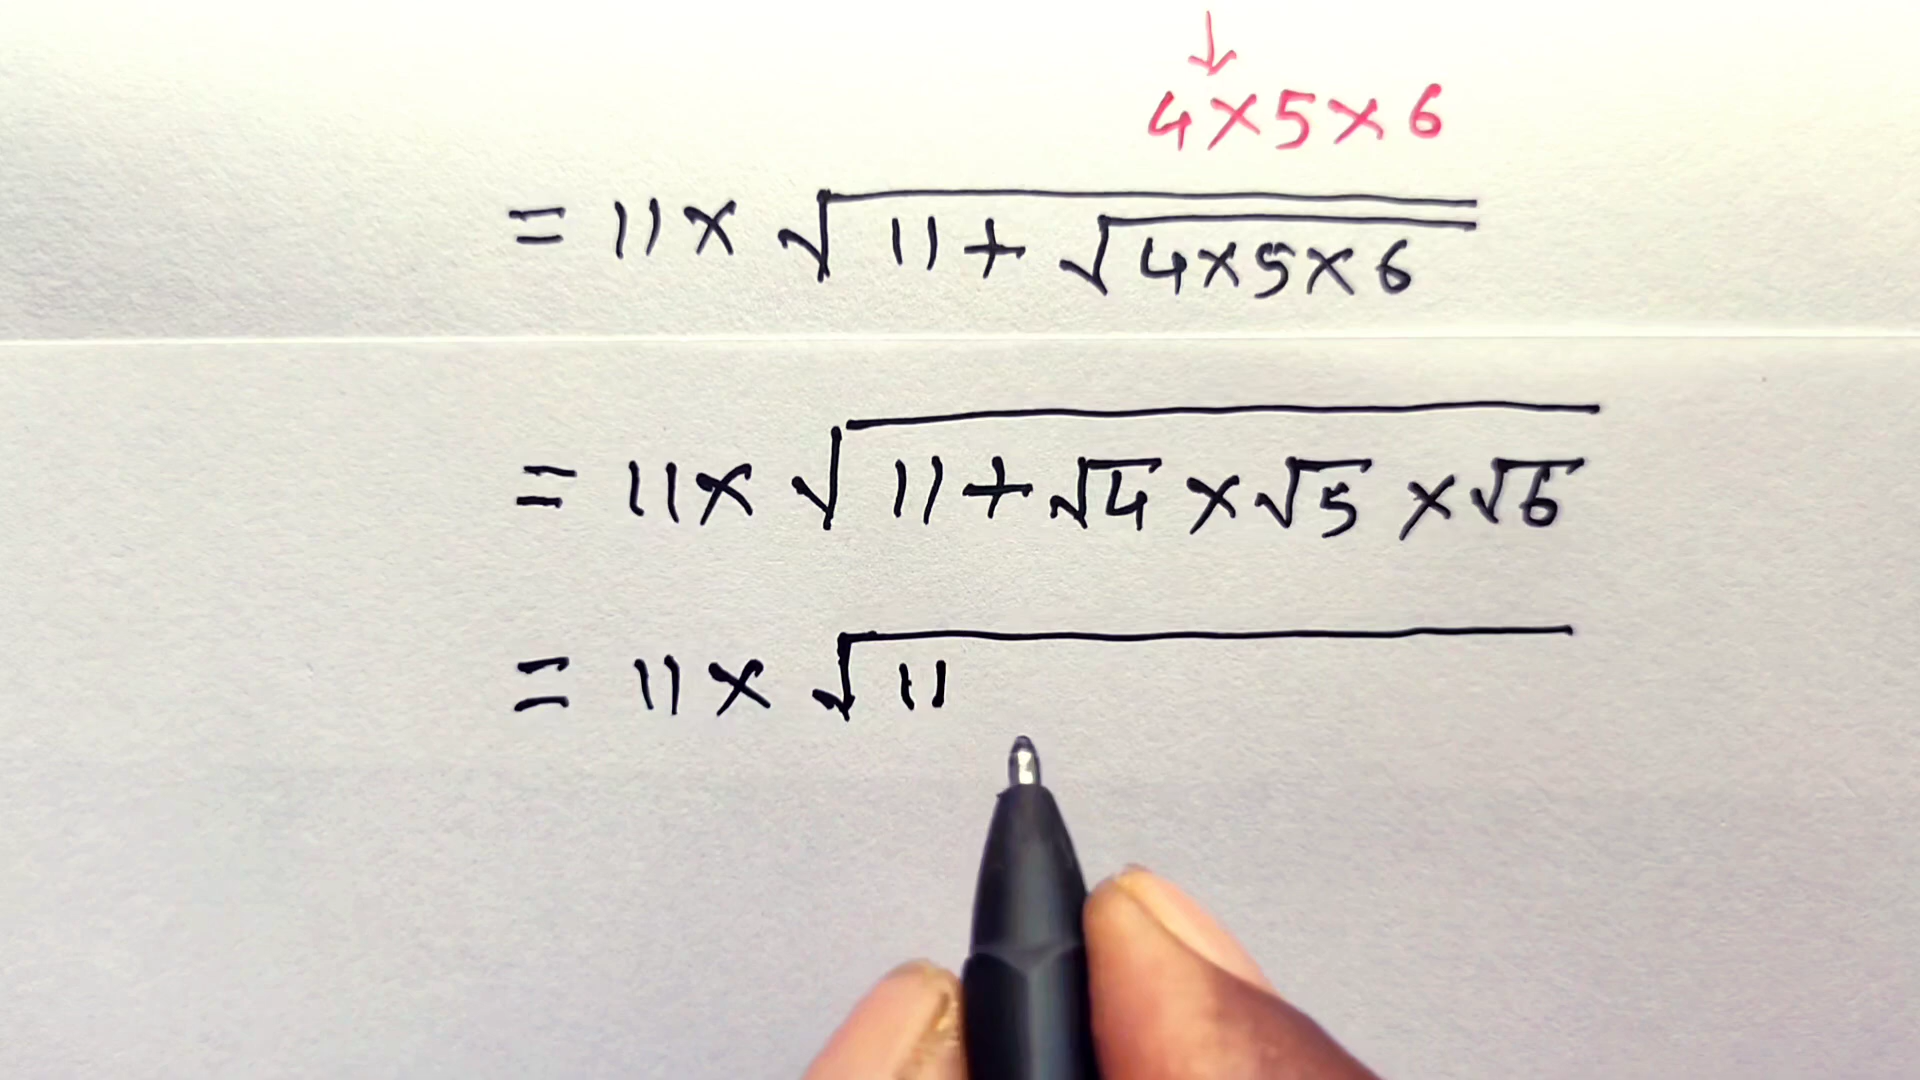 ↓
4×5×6
= 11× √(11+√(4×5×6))
= 11× √(11+√4 ×√5 ×√6)
= 11× √(11